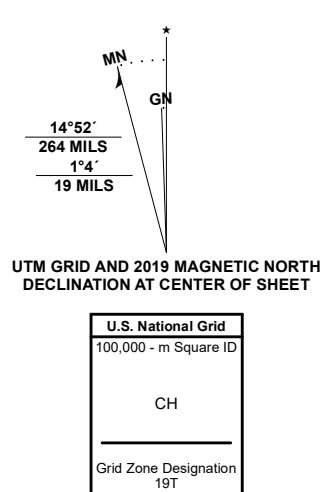 ★
MN
GN
14°52´
264 MILS
1°4´
19 MILS
UTM GRID AND 2019 MAGNETIC NORTH
DECLINATION AT CENTER OF SHEET
U.S. National Grid
100,000 - m Square ID
CH
Grid Zone Designation
19T